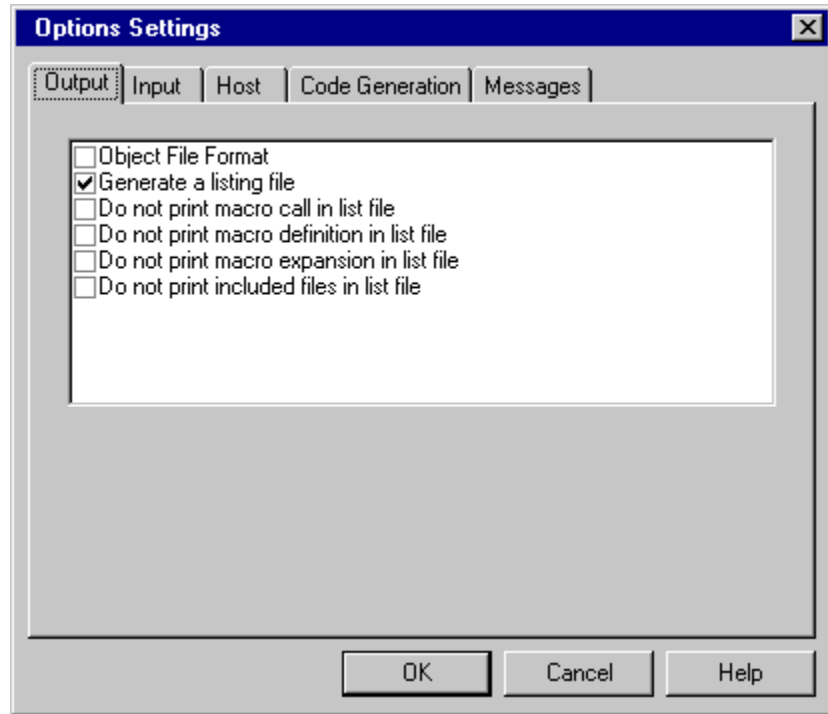 Options Settings
Output Input Host Code Generation Messages
Object File Format
Generate a listing file
Do not print macro call in list file
Do not print macro definition in list file
Do not print macro expansion in list file
Do not print included files in list file
OK Cancel Help